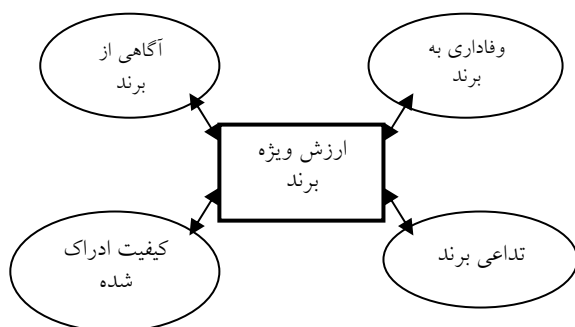 وفاداری به
برند
آگاهی از
برند
ارزش ویژه
برند
تداعی برند
کیفیت ادراک
شده